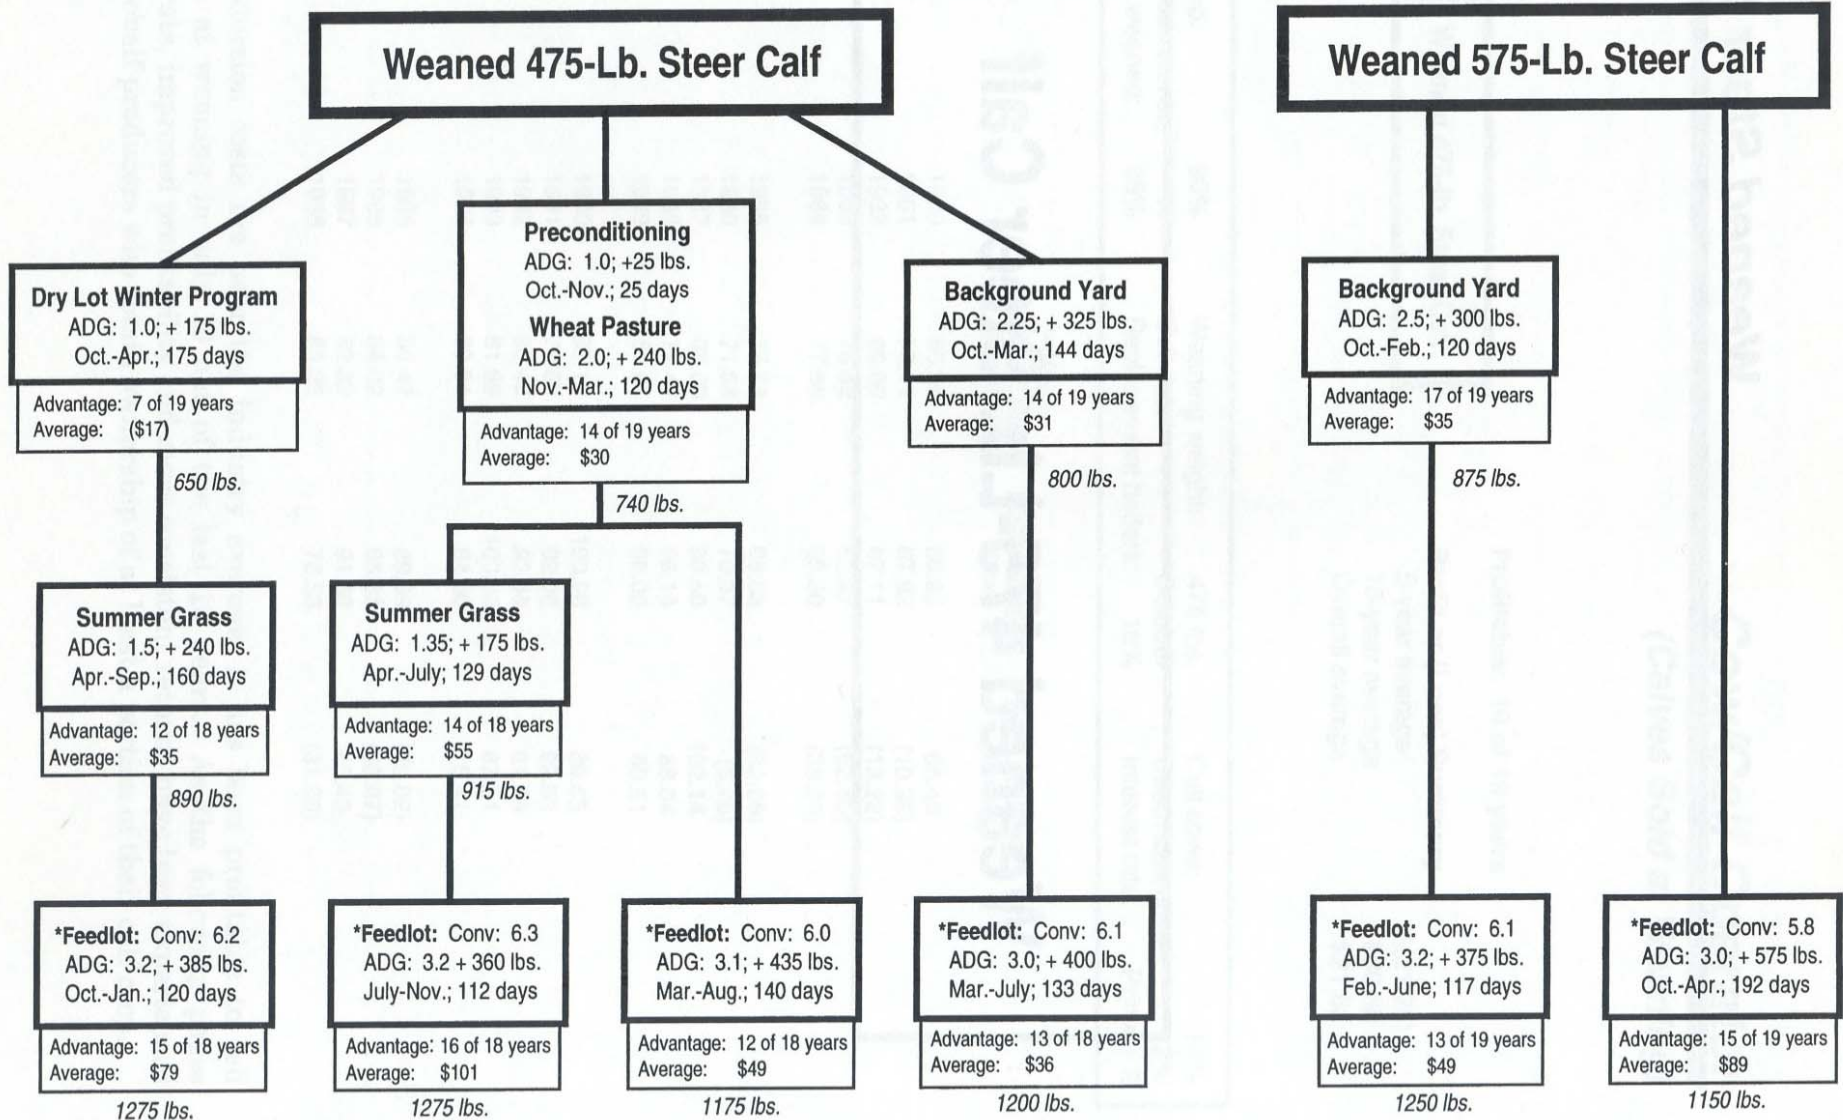 Weaned 475-Lb. Steer Calf
Weaned 575-Lb. Steer Calf
Dry Lot Winter Program
ADG: 1.0; + 175 lbs.
Oct.-Apr.; 175 days
Advantage: 7 of 19 years
Average: ($17)
650 lbs.
Preconditioning
ADG: 1.0; +25 lbs.
Oct.-Nov.; 25 days
Wheat Pasture
ADG: 2.0; + 240 lbs.
Nov.-Mar.; 120 days
Advantage: 14 of 19 years
Average: $30
740 lbs.
Background Yard
ADG: 2.25; + 325 lbs.
Oct.-Mar.; 144 days
Advantage: 14 of 19 years
Average: $31
800 lbs.
Background Yard
ADG: 2.5; + 300 lbs.
Oct.-Feb.; 120 days
Advantage: 17 of 19 years
Average: $35
875 lbs.
Summer Grass
ADG: 1.5; + 240 lbs.
Apr.-Sep.; 160 days
Advantage: 12 of 18 years
Average: $35
890 lbs.
Summer Grass
ADG: 1.35; + 175 lbs.
Apr.-July; 129 days
Advantage: 14 of 18 years
Average: $55
915 lbs.
*Feedlot: Conv: 6.2
ADG: 3.2; + 385 lbs.
Oct.-Jan.; 120 days
Advantage: 15 of 18 years
Average: $79
1275 lbs.
*Feedlot: Conv: 6.3
ADG: 3.2 + 360 lbs.
July-Nov.; 112 days
Advantage: 16 of 18 years
Average: $101
1275 lbs.
*Feedlot: Conv: 6.0
ADG: 3.1; + 435 lbs.
Mar.-Aug.; 140 days
Advantage: 12 of 18 years
Average: $49
1175 lbs.
*Feedlot: Conv: 6.1
ADG: 3.0; + 400 lbs.
Mar.-July; 133 days
Advantage: 13 of 18 years
Average: $36
1200 lbs.
*Feedlot: Conv: 6.1
ADG: 3.2; + 375 lbs.
Feb.-June; 117 days
Advantage: 13 of 19 years
Average: $49
1250 lbs.
*Feedlot: Conv: 5.8
ADG: 3.0; + 575 lbs.
Oct.-Apr.; 192 days
Advantage: 15 of 19 years
Average: $89
1150 lbs.